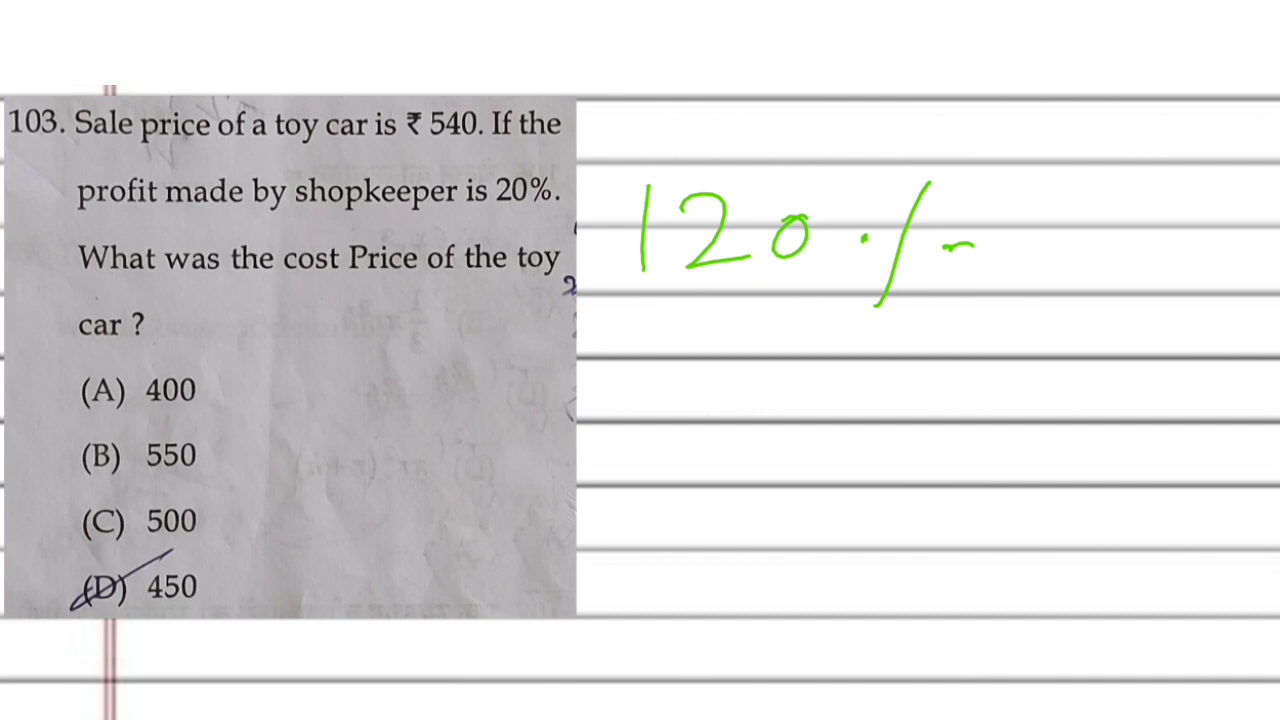 103. Sale price of a toy car is ₹ 540. If the
profit made by shopkeeper is 20%.
What was the cost Price of the toy
car ?
(A) 400
(B) 550
(C) 500
(D) 450
120 % -